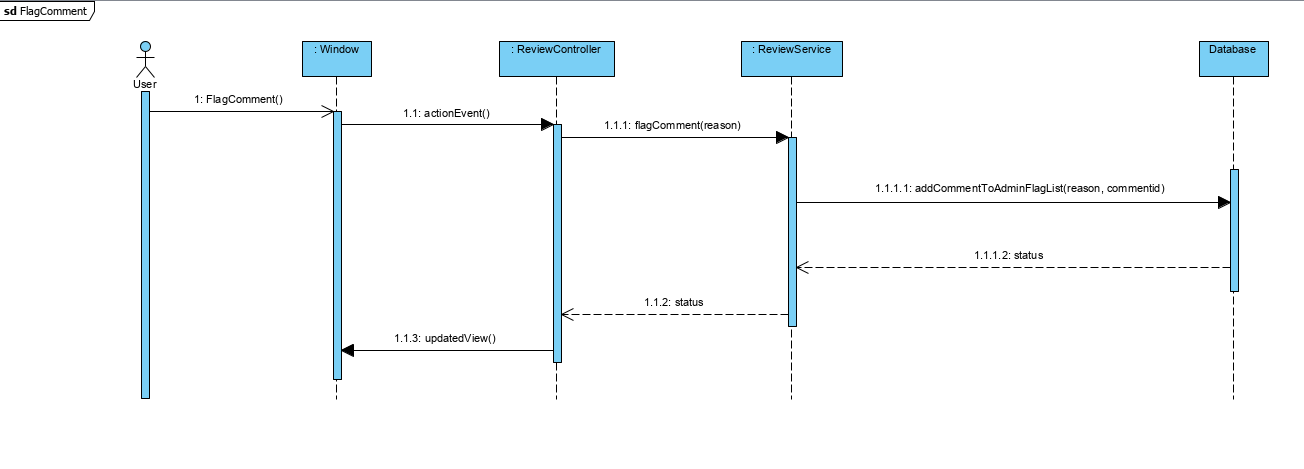 sd FlagComment
: Window
: ReviewController
: ReviewService
Database
User
1: FlagComment()
1.1: actionEvent()
1.1.1: flagComment(reason)
1.1.1.1: addCommentToAdminFlagList(reason, commentid)
1.1.1.2: status
1.1.2: status
1.1.3: updatedView()